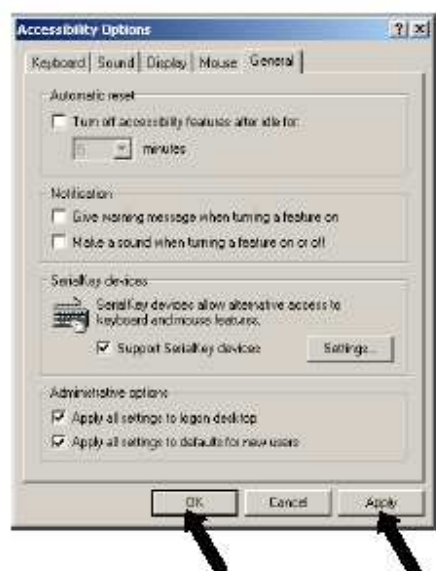 Accessibility Options
Keyboard Sound Display Mouse General
Automatic reset
Turn off accessibility features after idle for:
5 minutes
Notification
Give warning message when turning a feature on
Make a sound when turning a feature on or off
SerialKey devices
SerialKey devices allow alternative access to
keyboard and mouse features.
Support SerialKey devices Settings...
Administrative options
Apply all settings to logon desktop
Apply all settings to defaults for new users
OK Cancel Apply